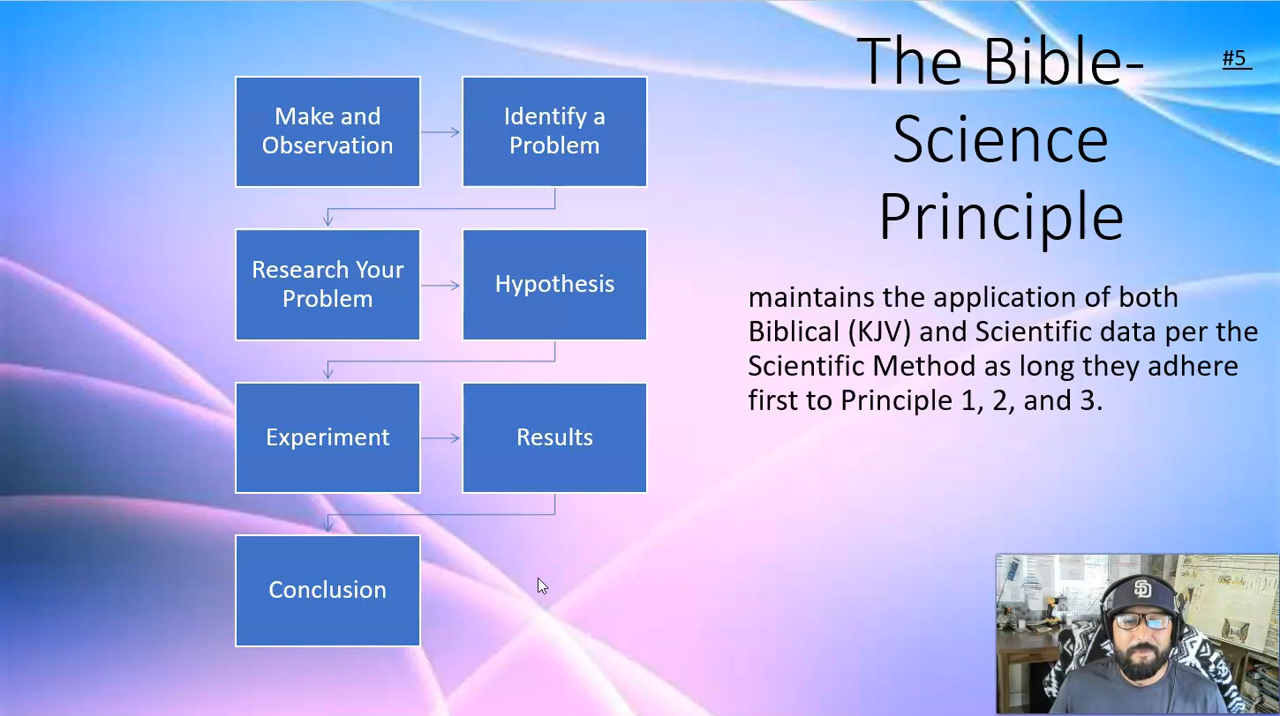 The Bible-
Science
Principle
#5
maintains the application of both
Biblical (KJV) and Scientific data per the
Scientific Method as long they adhere
first to Principle 1, 2, and 3.
Make and
Observation
Identify a
Problem
Research Your
Problem
Hypothesis
Experiment
Results
Conclusion
SD